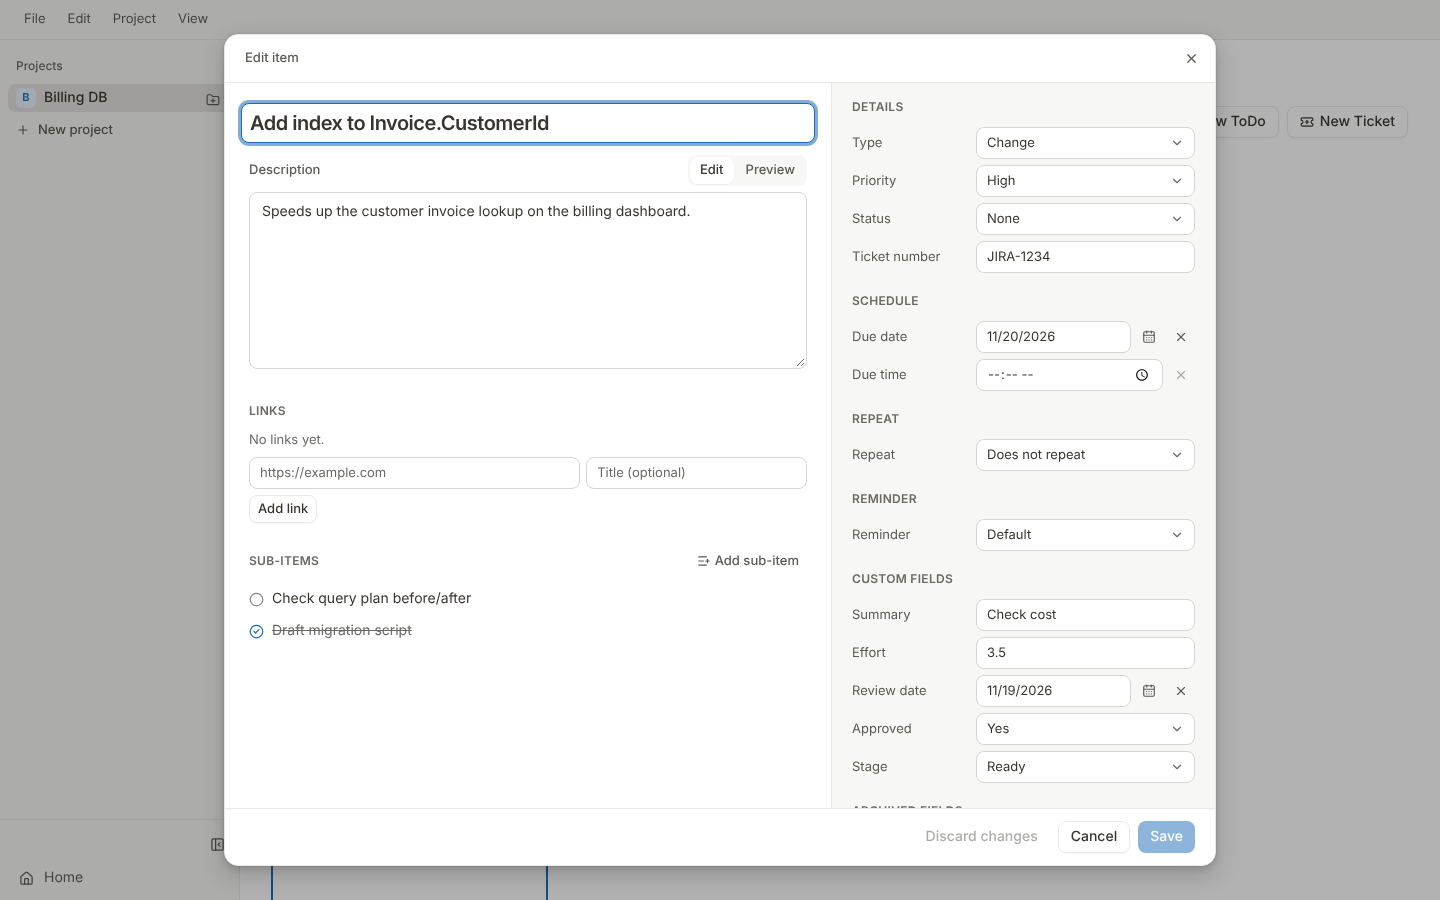 File Edit Project View
Projects
B Billing DB
New project
Home
w ToDo
New Ticket
Edit item
Add index to Invoice.CustomerId
Description
Edit Preview
Speeds up the customer invoice lookup on the billing dashboard.
LINKS
No links yet.
https://example.com
Title (optional)
Add link
SUB-ITEMS
Add sub-item
Check query plan before/after
Draft migration script
DETAILS
Type Change
Priority High
Status None
Ticket number JIRA-1234
SCHEDULE
Due date 11/20/2026
Due time --:-- --
REPEAT
Repeat Does not repeat
REMINDER
Reminder Default
CUSTOM FIELDS
Summary Check cost
Effort 3.5
Review date 11/19/2026
Approved Yes
Stage Ready
Discard changes Cancel Save